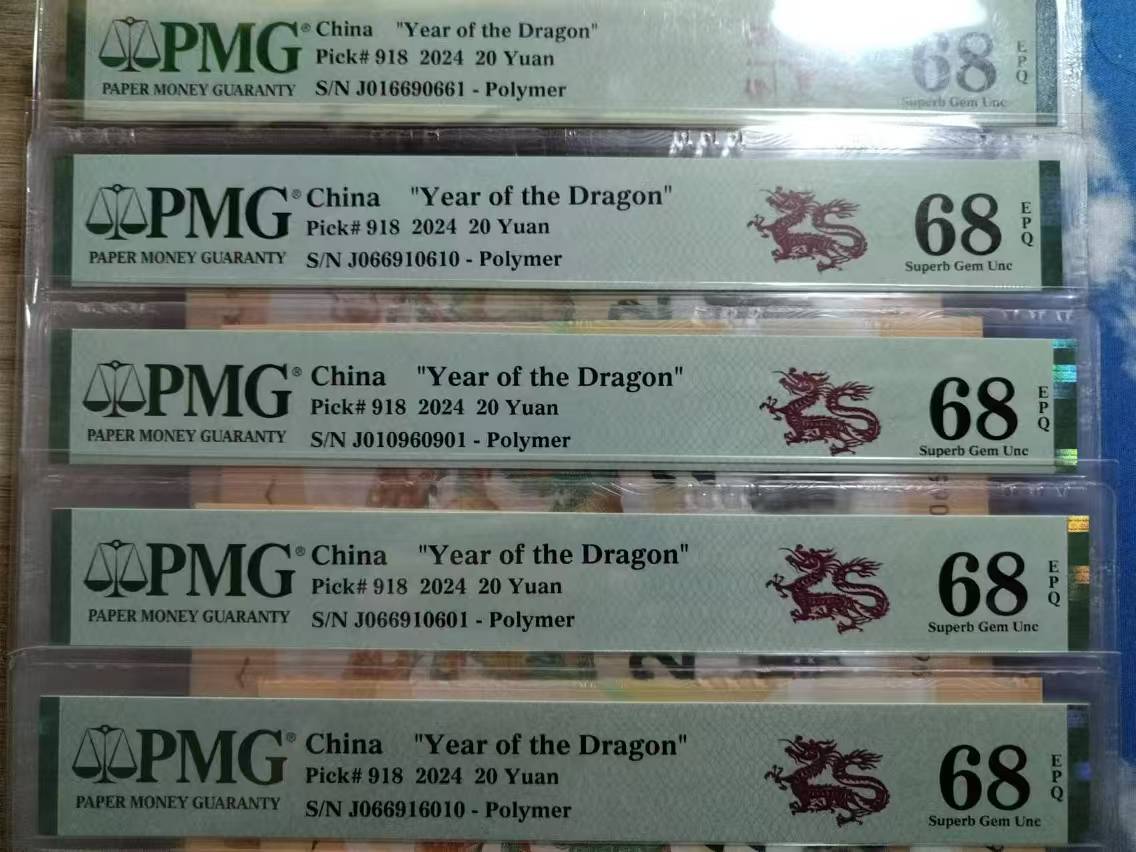 PMG® China "Year of the Dragon" 68 EPQ
Pick# 918 2024 20 Yuan
PAPER MONEY GUARANTY S/N J016690661 - Polymer Superb Gem Unc
PMG® China "Year of the Dragon" 68 EPQ
Pick# 918 2024 20 Yuan
PAPER MONEY GUARANTY S/N J066910610 - Polymer Superb Gem Unc
PMG® China "Year of the Dragon" 68 EPQ
Pick# 918 2024 20 Yuan
PAPER MONEY GUARANTY S/N J010960901 - Polymer Superb Gem Unc
PMG® China "Year of the Dragon" 68 EPQ
Pick# 918 2024 20 Yuan
PAPER MONEY GUARANTY S/N J066910601 - Polymer Superb Gem Unc
PMG® China "Year of the Dragon" 68 EPQ
Pick# 918 2024 20 Yuan
PAPER MONEY GUARANTY S/N J066916010 - Polymer Superb Gem Unc